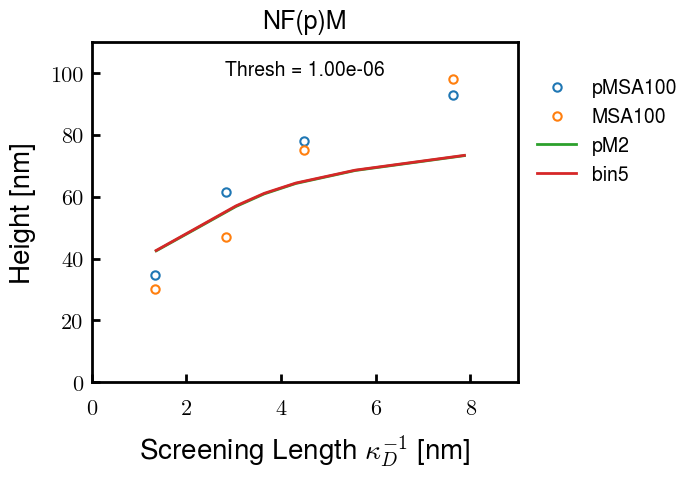 NF(p)M
Thresh = 1.00e-06
100
80
60
40
20
0
Height [nm]
0 2 4 6 8
Screening Length κ_D^{-1} [nm]
pMSA100
MSA100
pM2
bin5